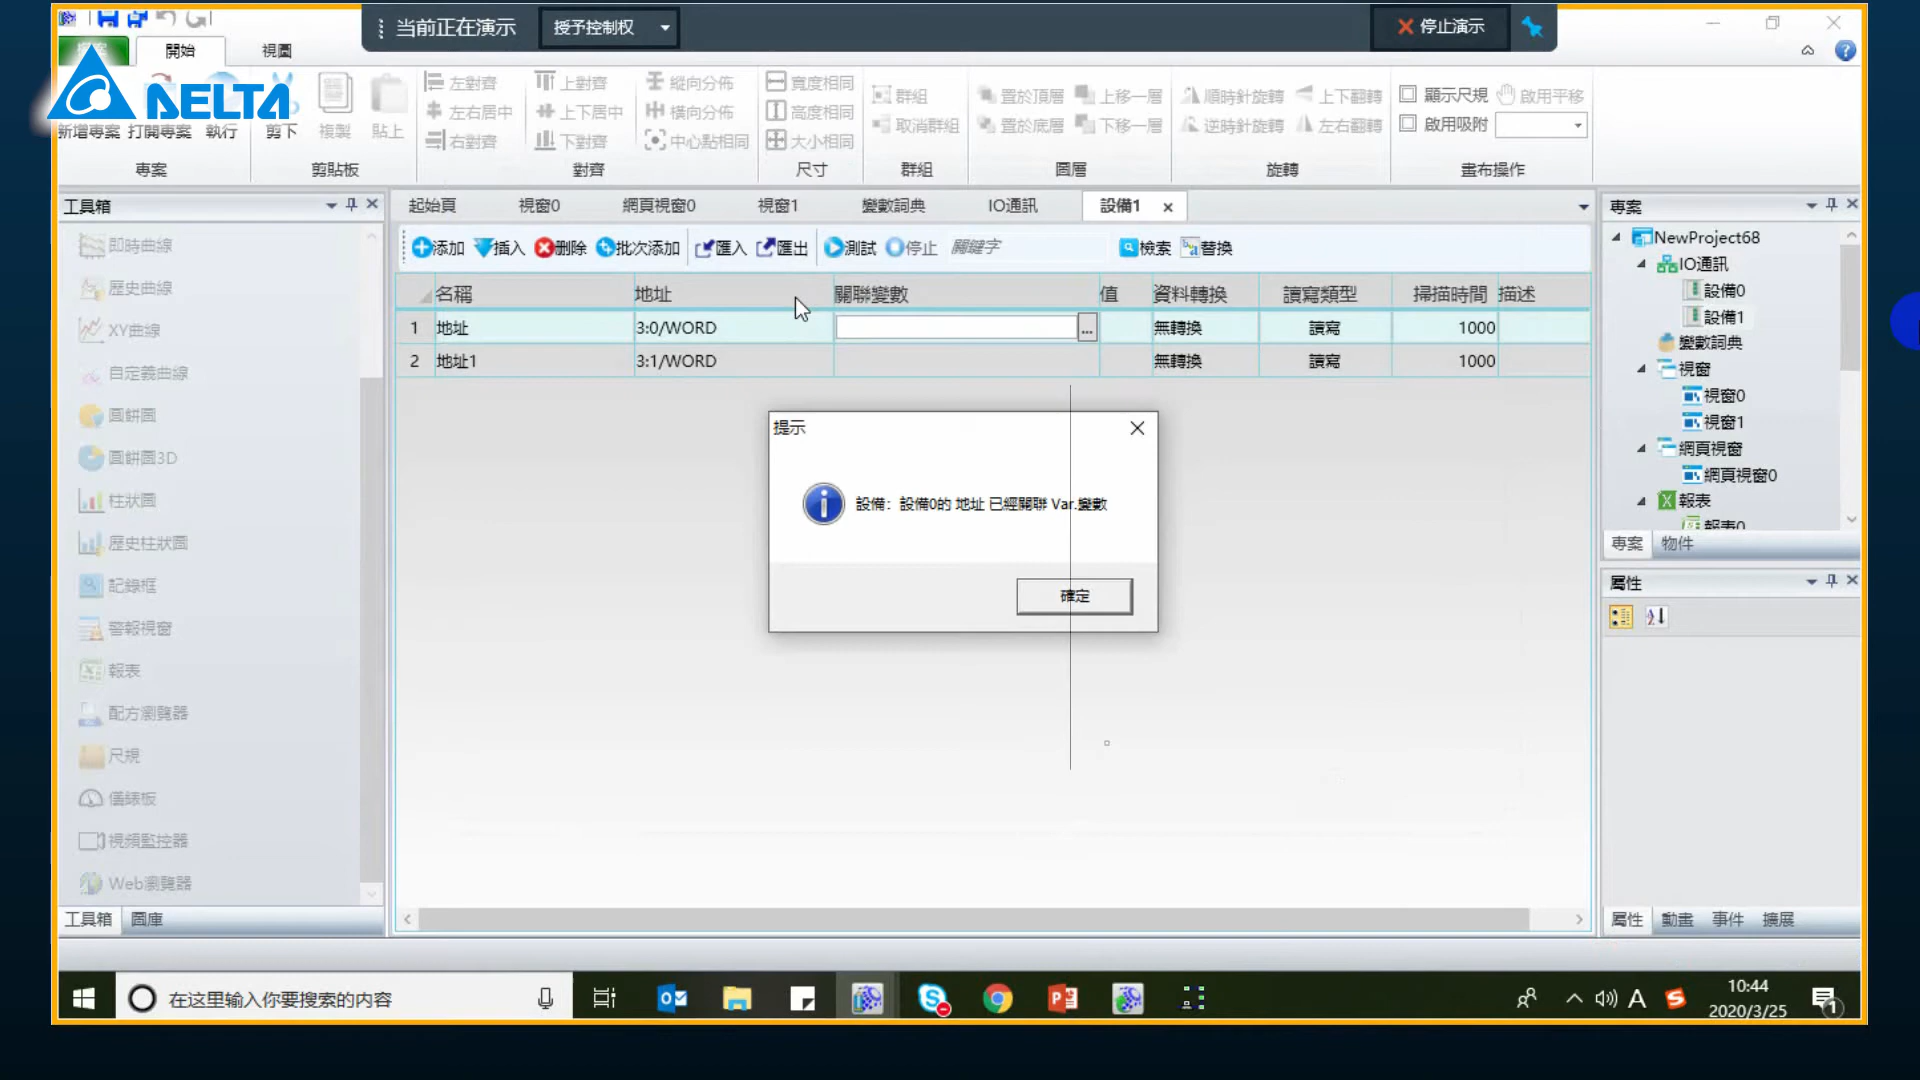 当前正在演示
授予控制权
停止演示
開始
視圖
DELTA
新增專案 打開專案 執行
剪下 複製 貼上
左對齊 上對齊 縱向分佈
左右居中 上下居中 橫向分佈
右對齊 下對齊 中心點相同
寬度相同
高度相同
大小相同
群組
取消群組
置於頂層 上移一層
置於底層 下移一層
順時針旋轉 上下翻轉
逆時針旋轉 左右翻轉
顯示尺規 啟用平移
啟用吸附
專案 剪貼板 對齊 尺寸 群組 圖層 旋轉 畫布操作
工具箱
即時曲線
歷史曲線
XY曲線
自定義曲線
圓餅圖
圓餅圖3D
柱狀圖
歷史柱狀圖
記錄框
警報視窗
報表
配方瀏覽器
尺規
儀錶板
視頻監控器
Web瀏覽器
工具箱 圖庫
起始頁 視窗0 網頁視窗0 視窗1 變數詞典 IO通訊 設備1
添加 插入 刪除 批次添加 匯入 匯出 測試 停止 關鍵字 檢索 替換
名稱 地址 關聯變數 值 資料轉換 讀寫類型 掃描時間 描述
1 地址 3:0/WORD ... 無轉換 讀寫 1000
2 地址1 3:1/WORD 無轉換 讀寫 1000
提示
設備：設備0的 地址 已經關聯 Var.變數
確定
專案
NewProject68
IO通訊
設備0
設備1
變數詞典
視窗
視窗0
視窗1
網頁視窗
網頁視窗0
報表
報表0
專案 物件
屬性
屬性 動畫 事件 擴展
在这里输入你要搜索的内容
A
10:44
2020/3/25
1